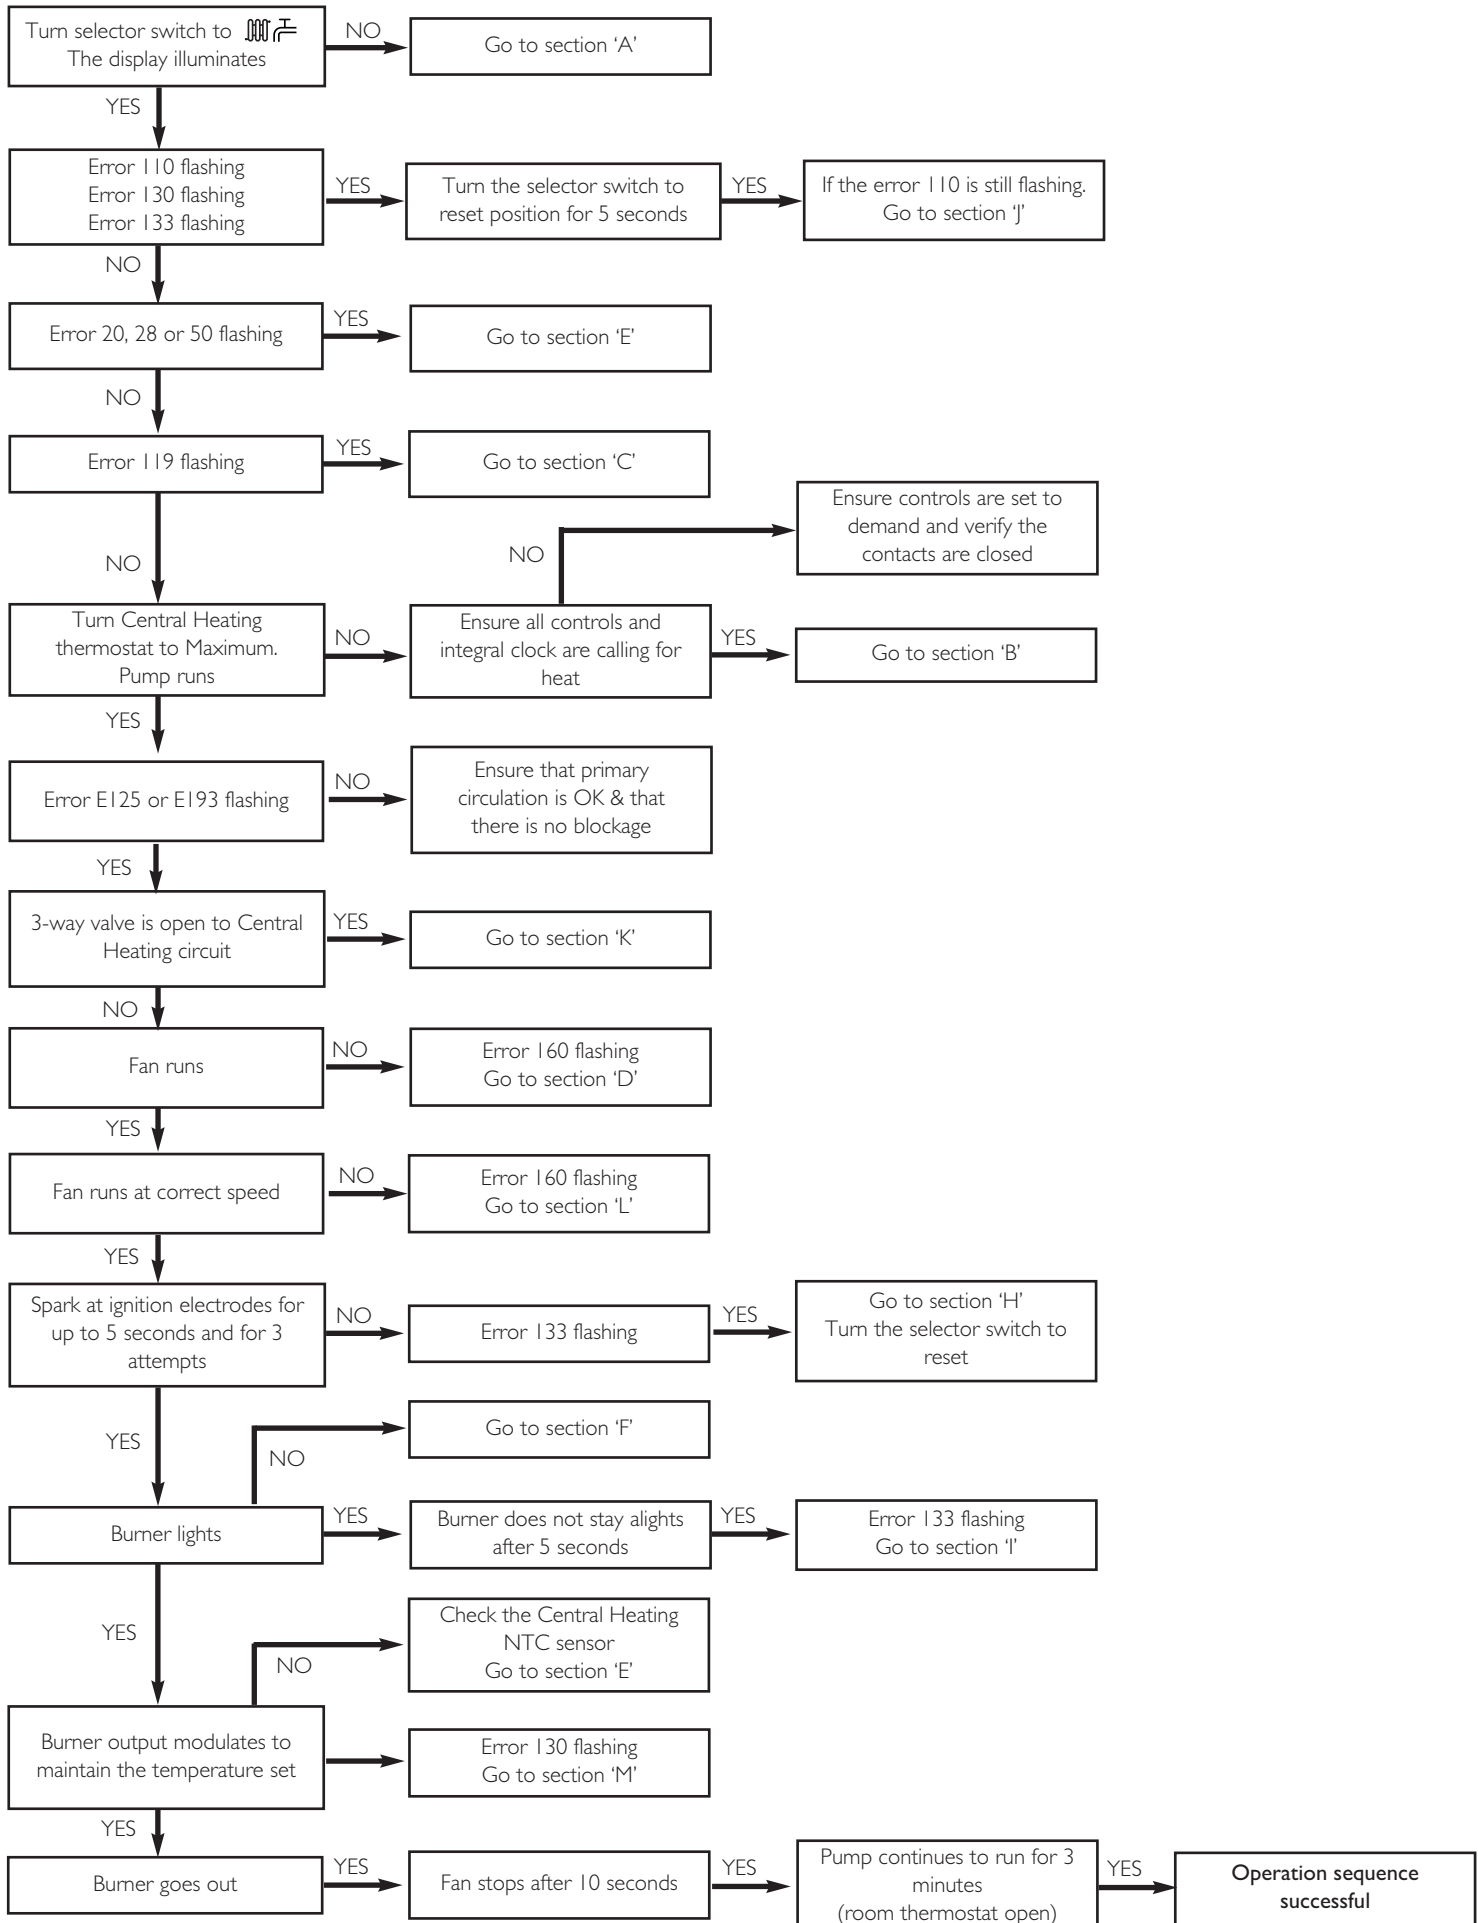 Turn selector switch to
The display illuminates
NO
Go to section ‘A’
YES
Error 110 flashing
Error 130 flashing
Error 133 flashing
YES
Turn the selector switch to
reset position for 5 seconds
YES
If the error 110 is still flashing.
Go to section ‘J’
NO
Error 20, 28 or 50 flashing
YES
Go to section ‘E’
NO
Error 119 flashing
YES
Go to section ‘C’
NO
Turn Central Heating
thermostat to Maximum.
Pump runs
NO
Ensure all controls and
integral clock are calling for
heat
NO
Ensure controls are set to
demand and verify the
contacts are closed
YES
Go to section ‘B’
YES
Error E125 or E193 flashing
NO
Ensure that primary
circulation is OK & that
there is no blockage
YES
3-way valve is open to Central
Heating circuit
YES
Go to section ‘K’
NO
Fan runs
NO
Error 160 flashing
Go to section ‘D’
YES
Fan runs at correct speed
NO
Error 160 flashing
Go to section ‘L’
YES
Spark at ignition electrodes for
up to 5 seconds and for 3
attempts
NO
Error 133 flashing
YES
Go to section ‘H’
Turn the selector switch to
reset
YES
NO
Go to section ‘F’
Burner lights
YES
Burner does not stay alights
after 5 seconds
YES
Error 133 flashing
Go to section ‘I’
YES
NO
Check the Central Heating
NTC sensor
Go to section ‘E’
Burner output modulates to
maintain the temperature set
Error 130 flashing
Go to section ‘M’
YES
Burner goes out
YES
Fan stops after 10 seconds
YES
Pump continues to run for 3
minutes
(room thermostat open)
YES
Operation sequence
successful